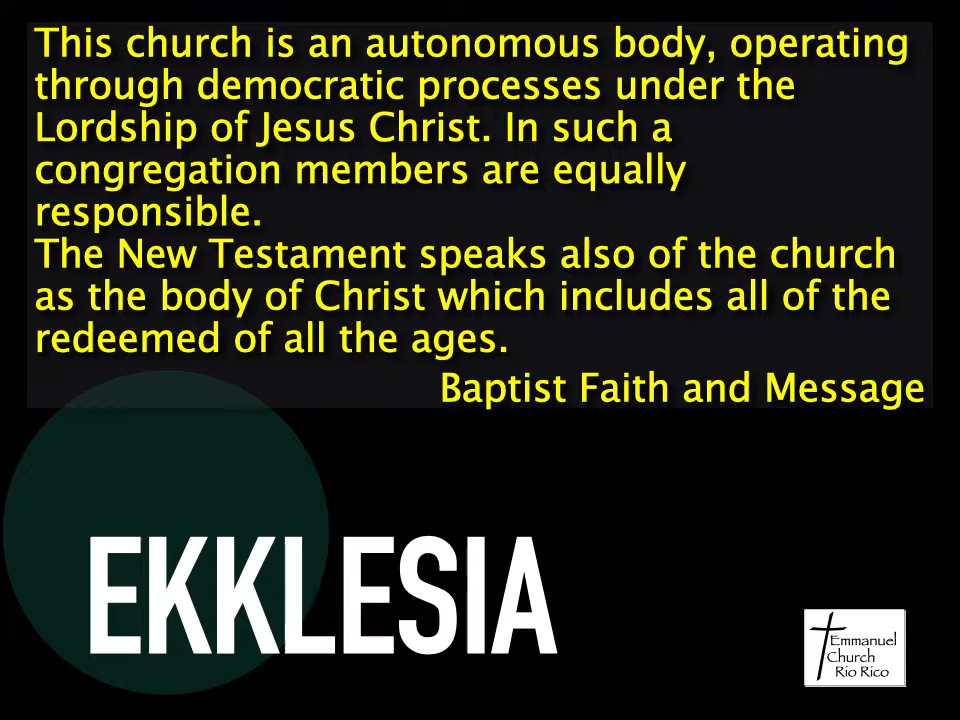 This church is an autonomous body, operating
through democratic processes under the
Lordship of Jesus Christ. In such a
congregation members are equally
responsible.
The New Testament speaks also of the church
as the body of Christ which includes all of the
redeemed of all the ages.
Baptist Faith and Message
EKKLESIA
Emmanuel
Church
Rio Rico